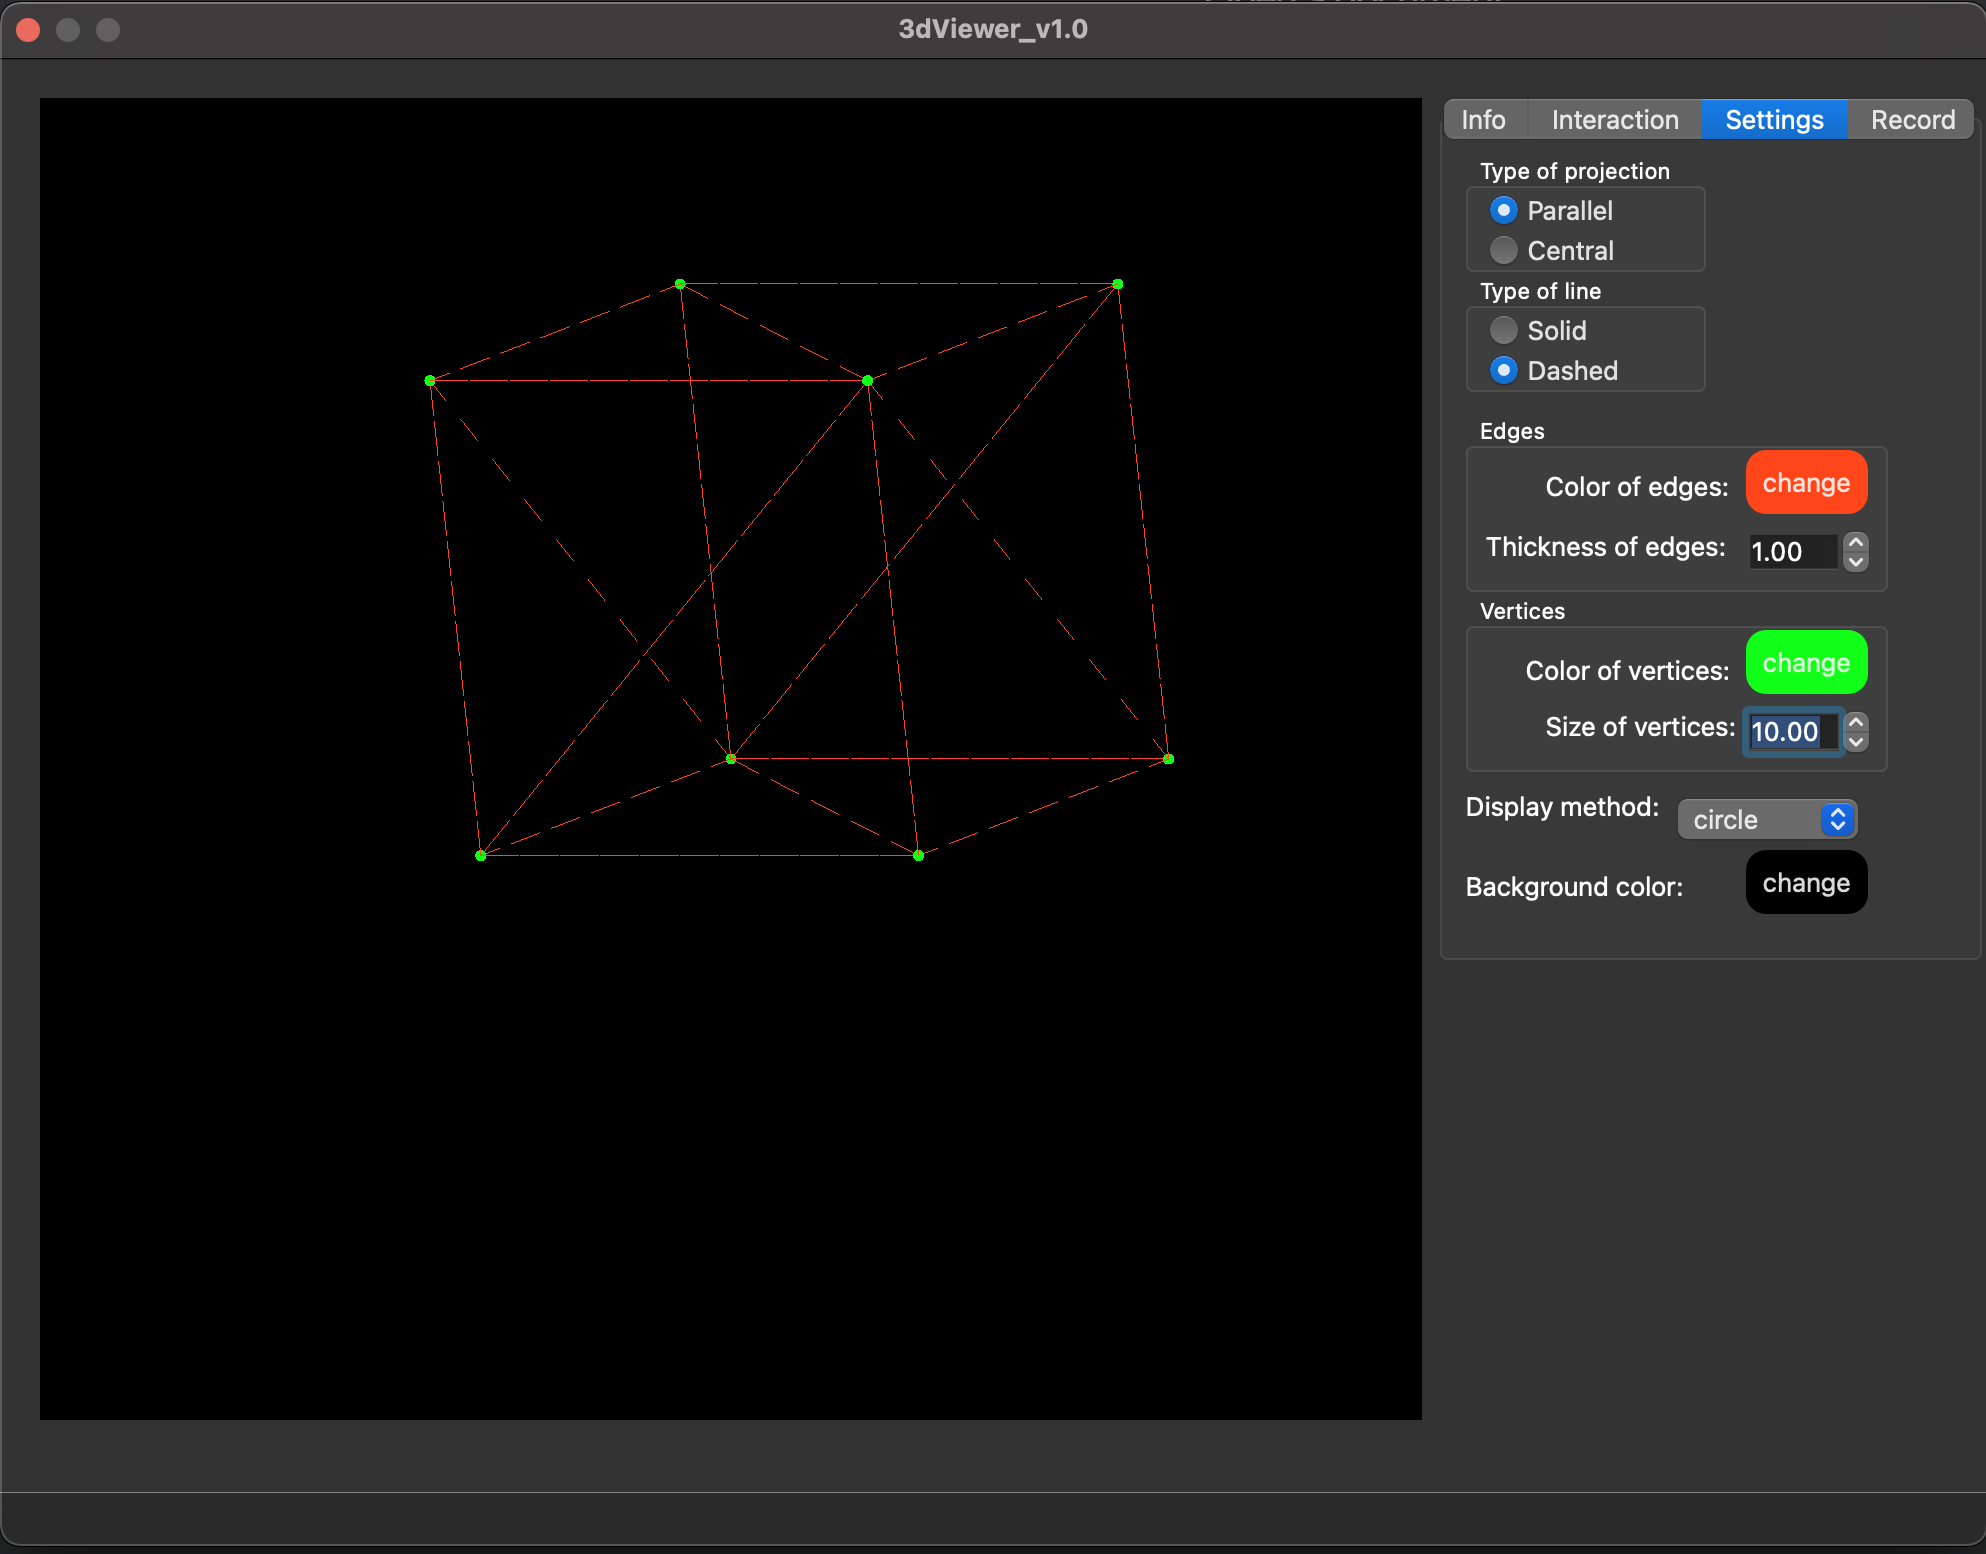 3dViewer_v1.0
Info Interaction Settings Record
Type of projection
Parallel
Central
Type of line
Solid
Dashed
Edges
Color of edges: change
Thickness of edges: 1.00
Vertices
Color of vertices: change
Size of vertices: 10.00
Display method: circle
Background color: change